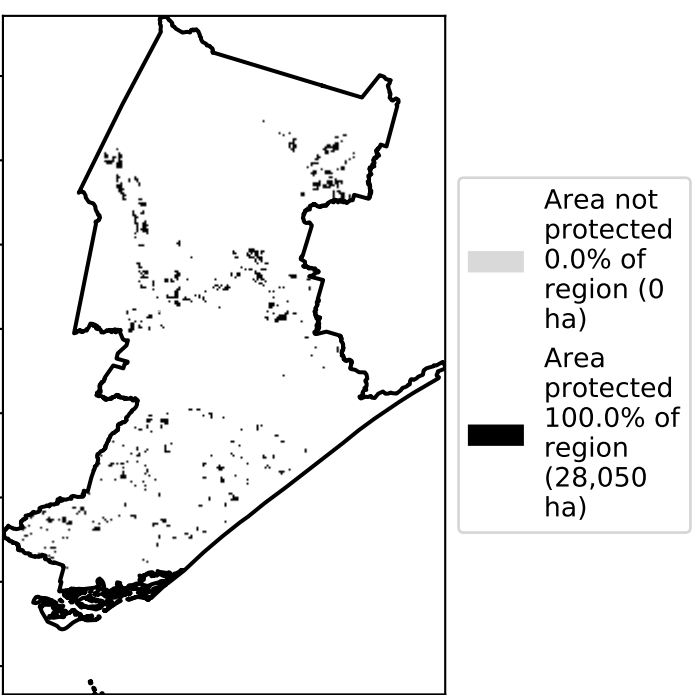 Area not
protected
0.0% of
region (0
ha)
Area
protected
100.0% of
region
(28,050
ha)